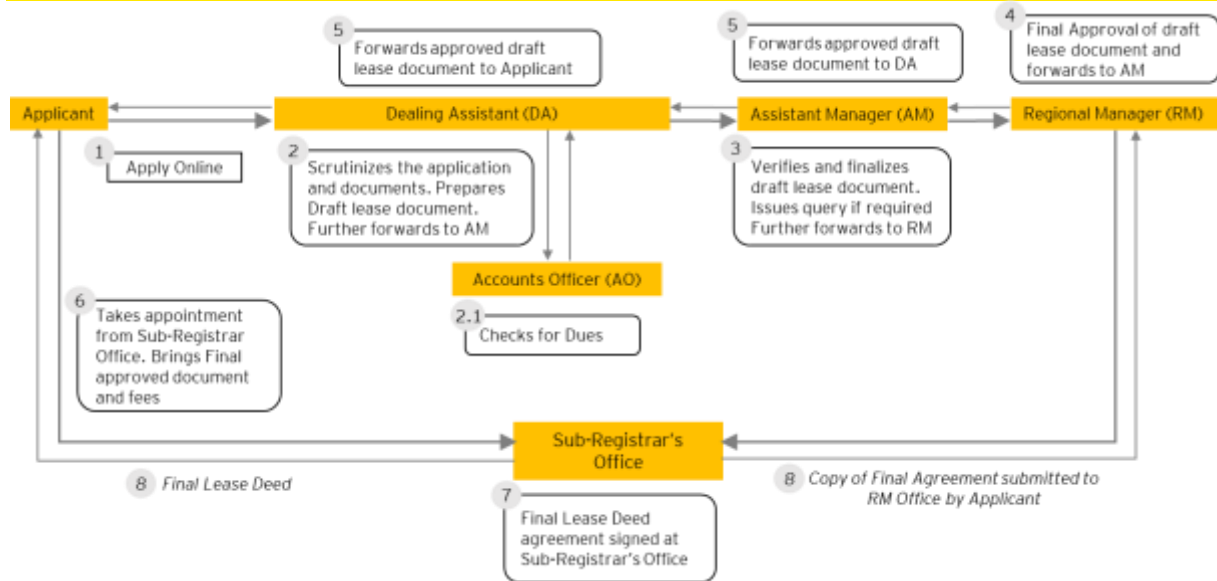 5
Forwards approved draft
lease document to Applicant
5
Forwards approved draft
lease document to DA
4
Final Approval of draft
lease document and
forwards to AM
Applicant
Dealing Assistant (DA)
Assistant Manager (AM)
Regional Manager (RM)
1
Apply Online
2
Scrutinizes the application
and documents. Prepares
Draft lease document.
Further forwards to AM
3
Verifies and finalizes
draft lease document.
Issues query if required
Further forwards to RM
Accounts Officer (AO)
2.1
Checks for Dues
6
Takes appointment
from Sub-Registrar
Office. Brings Final
approved document
and fees
Sub-Registrar's
Office
8 Final Lease Deed
8 Copy of Final Agreement submitted to
RM Office by Applicant
7
Final Lease Deed
agreement signed at
Sub-Registrar's Office